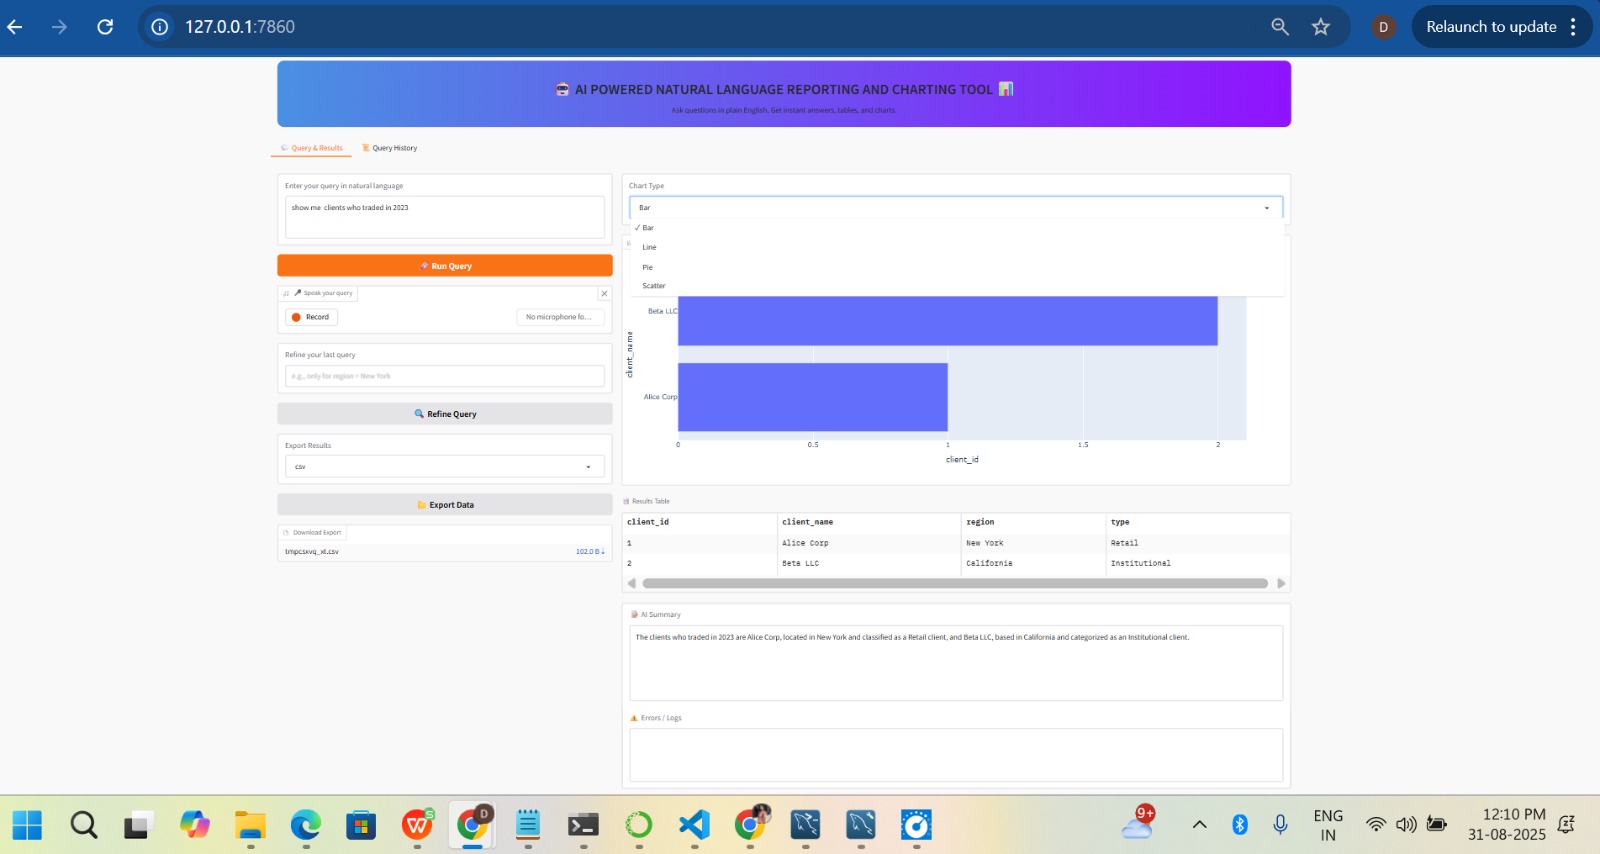 127.0.0.1:7860
D
Relaunch to update
AI POWERED NATURAL LANGUAGE REPORTING AND CHARTING TOOL
Ask questions in plain English. Get instant answers, tables, and charts.
Query & Results
Query History
Enter your query in natural language
show me clients who traded in 2023
Run Query
Speak your query
Record
No microphone fo...
Refine your last query
e.g., only for region = New York
Refine Query
Export Results
csv
Export Data
Download Export
tmpcsxvq_xt.csv
102.0 B ↓
Chart Type
Bar
✓ Bar
Line
Pie
Scatter
Beta LLC
Alice Corp
client_name
0 0.5 1 1.5 2
client_id
Results Table
client_id client_name region type
1 Alice Corp New York Retail
2 Beta LLC California Institutional
AI Summary
The clients who traded in 2023 are Alice Corp, located in New York and classified as a Retail client, and Beta LLC, based in California and categorized as an Institutional client.
Errors / Logs
D
9+
ENG
IN
12:10 PM
31-08-2025